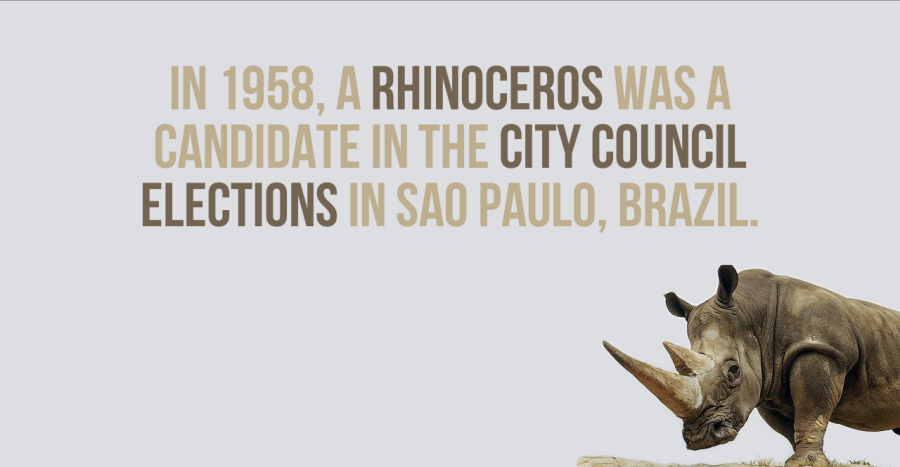 IN 1958, A RHINOCEROS WAS A
CANDIDATE IN THE CITY COUNCIL
ELECTIONS IN SAO PAULO, BRAZIL.